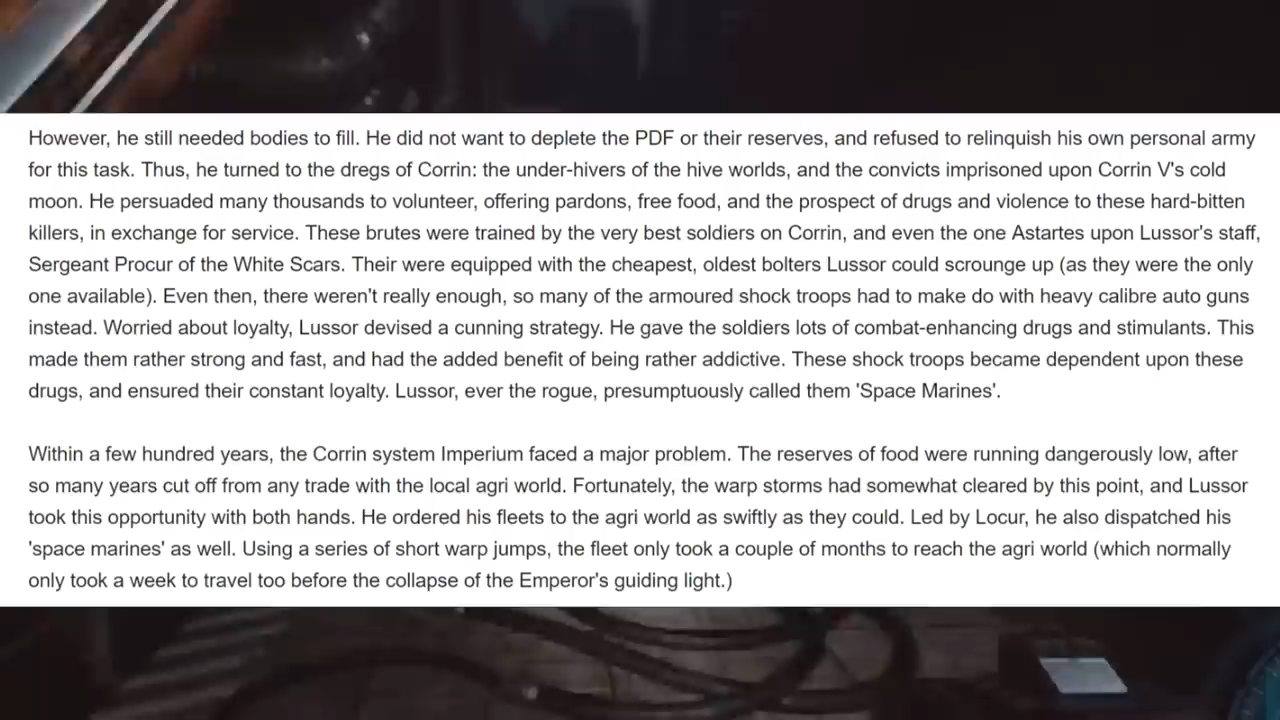 However, he still needed bodies to fill. He did not want to deplete the PDF or their reserves, and refused to relinquish his own personal army
for this task. Thus, he turned to the dregs of Corrin: the under-hivers of the hive worlds, and the convicts imprisoned upon Corrin V's cold
moon. He persuaded many thousands to volunteer, offering pardons, free food, and the prospect of drugs and violence to these hard-bitten
killers, in exchange for service. These brutes were trained by the very best soldiers on Corrin, and even the one Astartes upon Lussor's staff,
Sergeant Procur of the White Scars. Their were equipped with the cheapest, oldest bolters Lussor could scrounge up (as they were the only
one available). Even then, there weren't really enough, so many of the armoured shock troops had to make do with heavy calibre auto guns
instead. Worried about loyalty, Lussor devised a cunning strategy. He gave the soldiers lots of combat-enhancing drugs and stimulants. This
made them rather strong and fast, and had the added benefit of being rather addictive. These shock troops became dependent upon these
drugs, and ensured their constant loyalty. Lussor, ever the rogue, presumptuously called them 'Space Marines'.
Within a few hundred years, the Corrin system Imperium faced a major problem. The reserves of food were running dangerously low, after
so many years cut off from any trade with the local agri world. Fortunately, the warp storms had somewhat cleared by this point, and Lussor
took this opportunity with both hands. He ordered his fleets to the agri world as swiftly as they could. Led by Locur, he also dispatched his
'space marines' as well. Using a series of short warp jumps, the fleet only took a couple of months to reach the agri world (which normally
only took a week to travel too before the collapse of the Emperor's guiding light.)